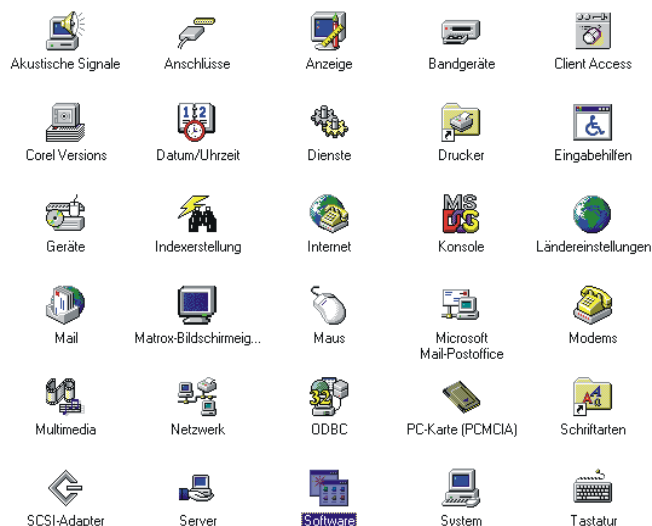 Akustische Signale Anschlüsse Anzeige Bandgeräte Client Access
Corel Versions Datum/Uhrzeit Dienste Drucker Eingabehilfen
Geräte Indexerstellung Internet Konsole Ländereinstellungen
Mail Matrox-Bildschirmeig... Maus Microsoft Mail-Postoffice Modems
Multimedia Netzwerk ODBC PC-Karte (PCMCIA) Schriftarten
SCSI-Adapter Server Software System Tastatur